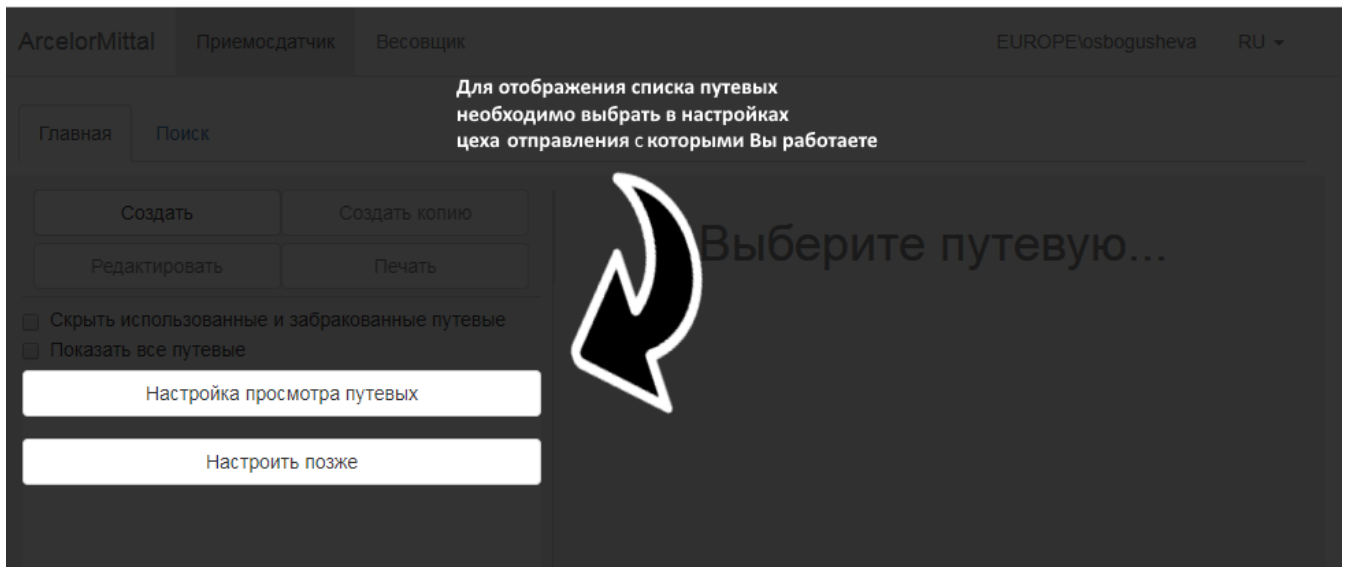 ArcelorMittal Приемосдатчик Весовщик EUROPE\osbogusheva RU
Для отображения списка путевых
необходимо выбрать в настройках
цеха отправления с которыми Вы работаете
Главная Поиск
Создать Создать копию
Выберите путевую...
Редактировать Печать
Скрыть использованные и забракованные путевые
Показать все путевые
Настройка просмотра путевых
Настроить позже